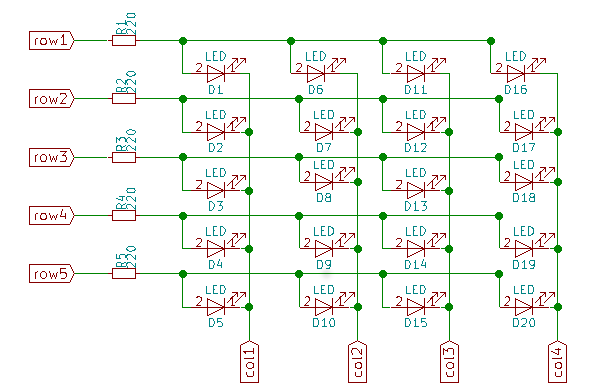 row1 R1 220
LED LED LED LED
2 1 2 1 2 1 2 1
D1 D6 D11 D16
row2 R2 220
LED LED LED LED
2 1 2 1 2 1 2 1
D2 D7 D12 D17
row3 R3 220
LED LED LED LED
2 1 2 1 2 1 2 1
D3 D8 D13 D18
row4 R4 220
LED LED LED LED
2 1 2 1 2 1 2 1
D4 D9 D14 D19
row5 R5 220
LED LED LED LED
2 1 2 1 2 1 2 1
D5 D10 D15 D20
col1 col2 col3 col4